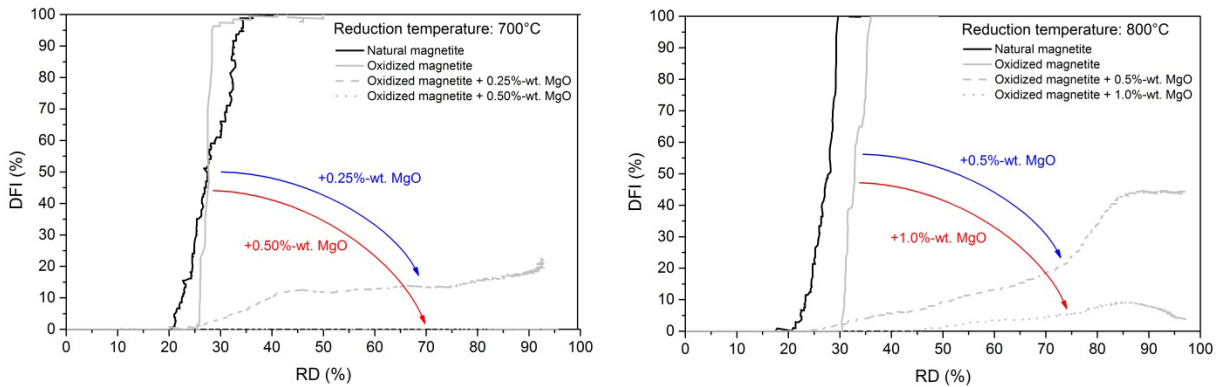 Reduction temperature: 700°C
Natural magnetite
Oxidized magnetite
Oxidized magnetite + 0.25%-wt. MgO
Oxidized magnetite + 0.50%-wt. MgO
100
90
80
70
60
50
40
30
20
10
0
DFI (%)
+0.25%-wt. MgO
+0.50%-wt. MgO
0 10 20 30 40 50 60 70 80 90 100
RD (%)
Reduction temperature: 800°C
Natural magnetite
Oxidized magnetite
Oxidized magnetite + 0.5%-wt. MgO
Oxidized magnetite + 1.0%-wt. MgO
100
90
80
70
60
50
40
30
20
10
0
DFI (%)
+0.5%-wt. MgO
+1.0%-wt. MgO
0 10 20 30 40 50 60 70 80 90 100
RD (%)